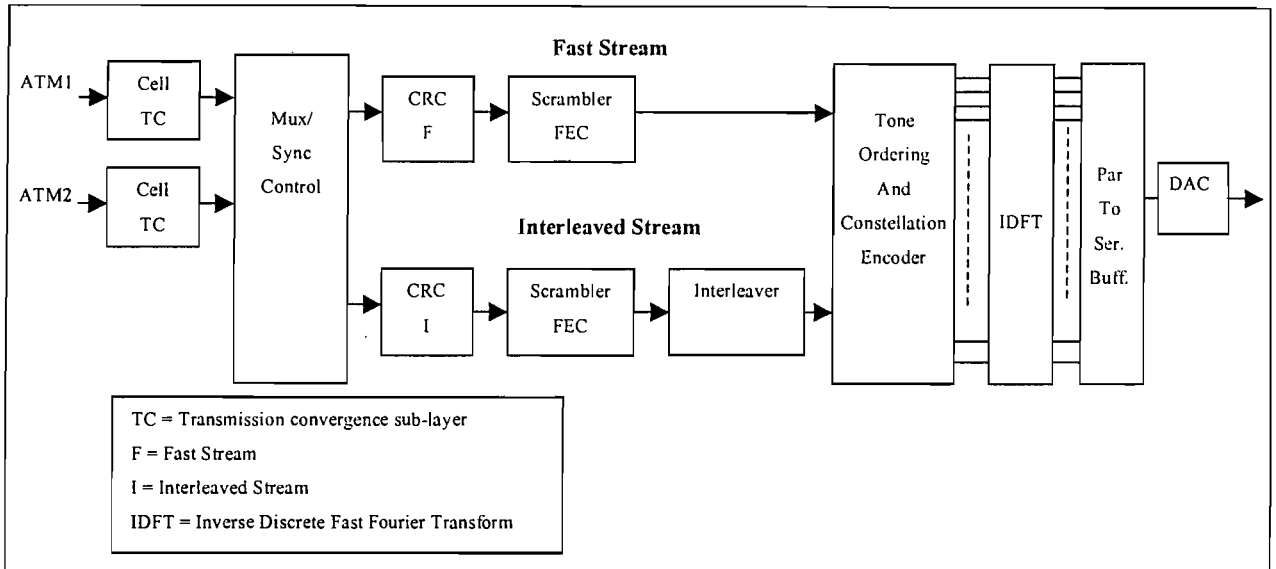 Fast Stream
ATM1
Cell
TC
Mux/
Sync
Control
CRC
F
Scrambler
FEC
ATM2
Cell
TC
Interleaved Stream
CRC
I
Scrambler
FEC
Interleaver
Tone
Ordering
And
Constellation
Encoder
IDFT
Par
To
Ser.
Buff.
DAC
TC = Transmission convergence sub-layer
F = Fast Stream
I = Interleaved Stream
IDFT = Inverse Discrete Fast Fourier Transform